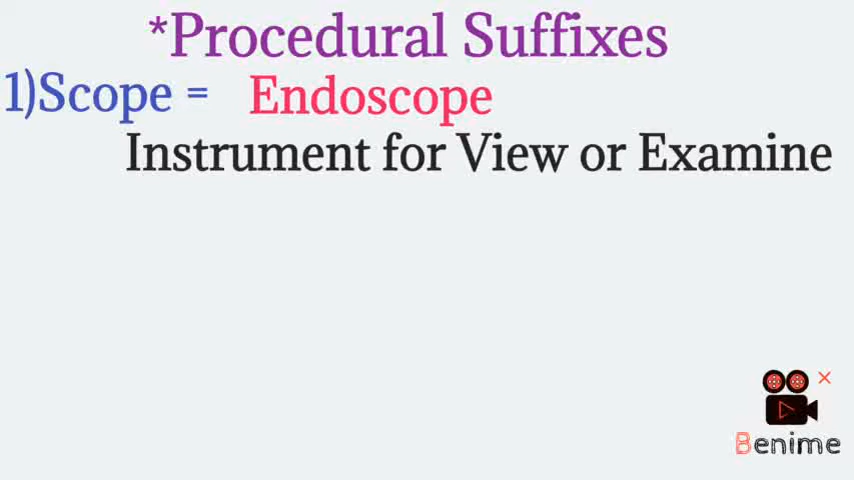 *Procedural Suffixes
1)Scope = Endoscope
Instrument for View or Examine
Benime